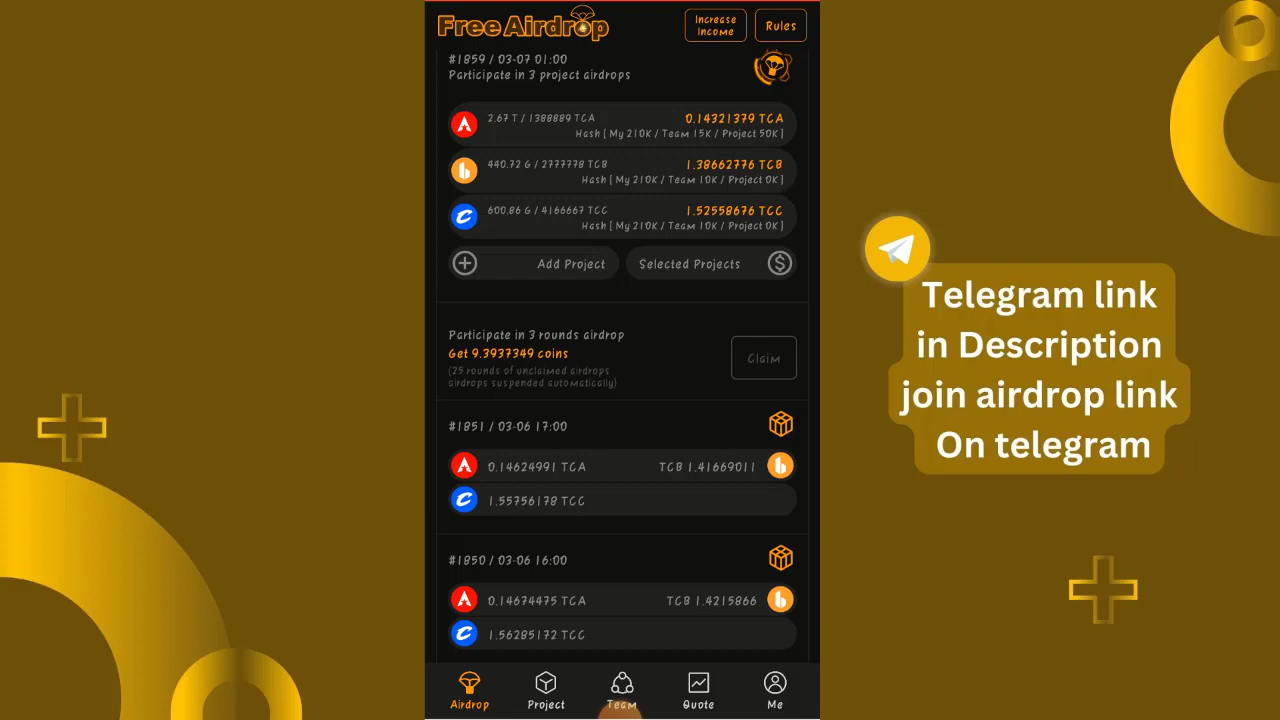 Free Airdrop
Increase Income
Rules
#1859 / 03-07 01:00
Participate in 3 project airdrops
2.67 T / 1388889 TCA
0.14321379 TCA
Hash [ My 210K / Team 15K / Project 50K ]
440.72 G / 2777778 TCB
1.38662776 TCB
Hash [ My 210K / Team 10K / Project 0K ]
600.86 G / 4166667 TCC
1.52558676 TCC
Hash [ My 210K / Team 10K / Project 0K ]
Add Project
Selected Projects
Participate in 3 rounds airdrop
Get 9.3937349 coins
(25 rounds of unclaimed airdrops
airdrops suspended automatically)
Claim
#1851 / 03-06 17:00
0.14624991 TCA
TCB 1.41669011
1.55756178 TCC
#1850 / 03-06 16:00
0.14674475 TCA
TCB 1.4215866
1.56285172 TCC
Airdrop
Project
Team
Quote
Me
Telegram link
in Description
join airdrop link
On telegram